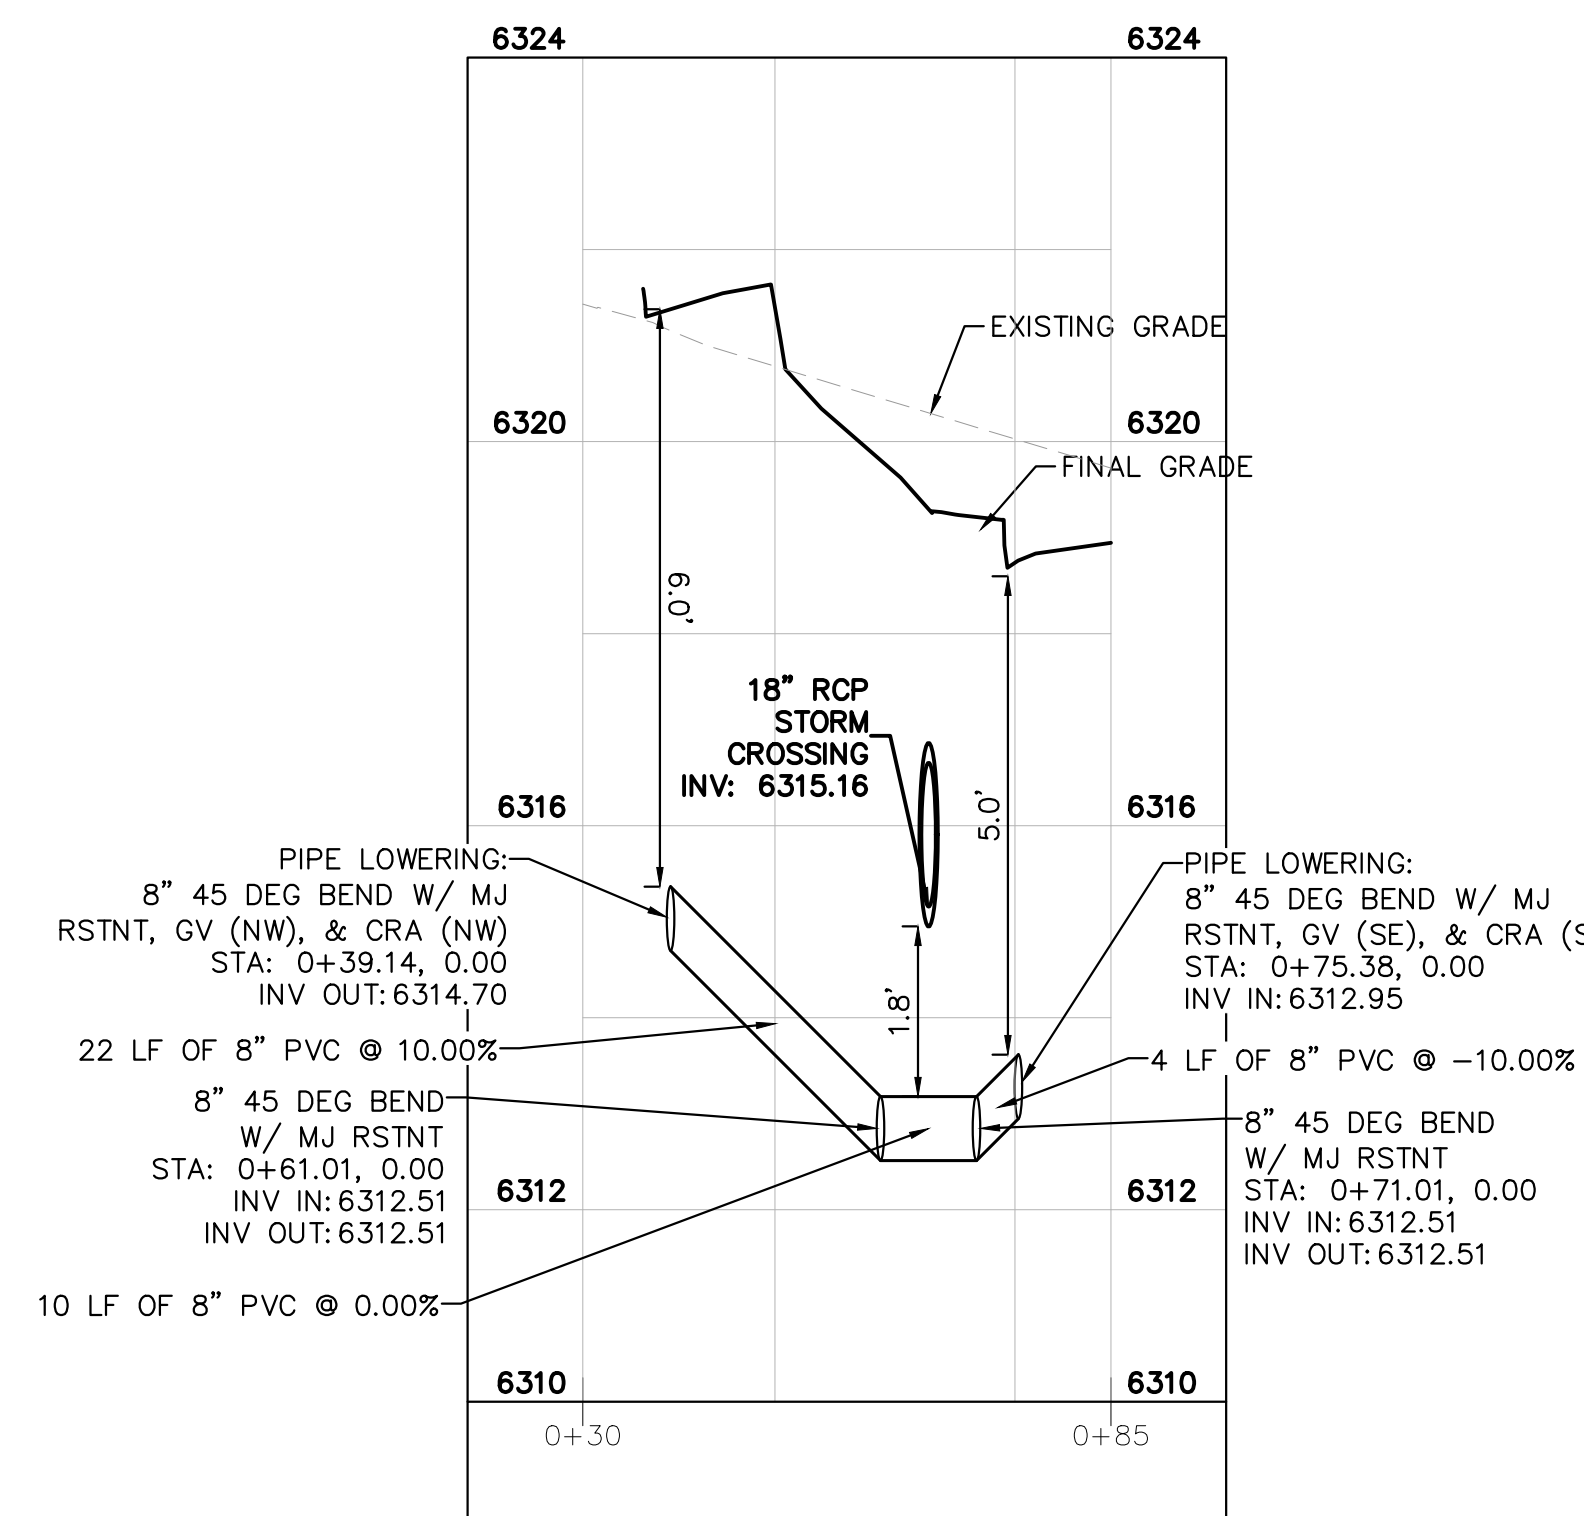 6324
6324
EXISTING GRADE
6320
6320
FINAL GRADE
6.0'
18" RCP
STORM
CROSSING
INV: 6315.16
5.0'
6316
6316
PIPE LOWERING:
8" 45 DEG BEND W/ MJ
RSTNT, GV (NW), & CRA (NW)
STA: 0+39.14, 0.00
INV OUT: 6314.70
PIPE LOWERING:
8" 45 DEG BEND W/ MJ
RSTNT, GV (SE), & CRA (S
STA: 0+75.38, 0.00
INV IN: 6312.95
1.8'
22 LF OF 8" PVC @ 10.00%
4 LF OF 8" PVC @ -10.00%
8" 45 DEG BEND
W/ MJ RSTNT
STA: 0+61.01, 0.00
INV IN: 6312.51
INV OUT: 6312.51
8" 45 DEG BEND
W/ MJ RSTNT
STA: 0+71.01, 0.00
INV IN: 6312.51
INV OUT: 6312.51
6312
6312
10 LF OF 8" PVC @ 0.00%
6310
6310
0+30
0+85